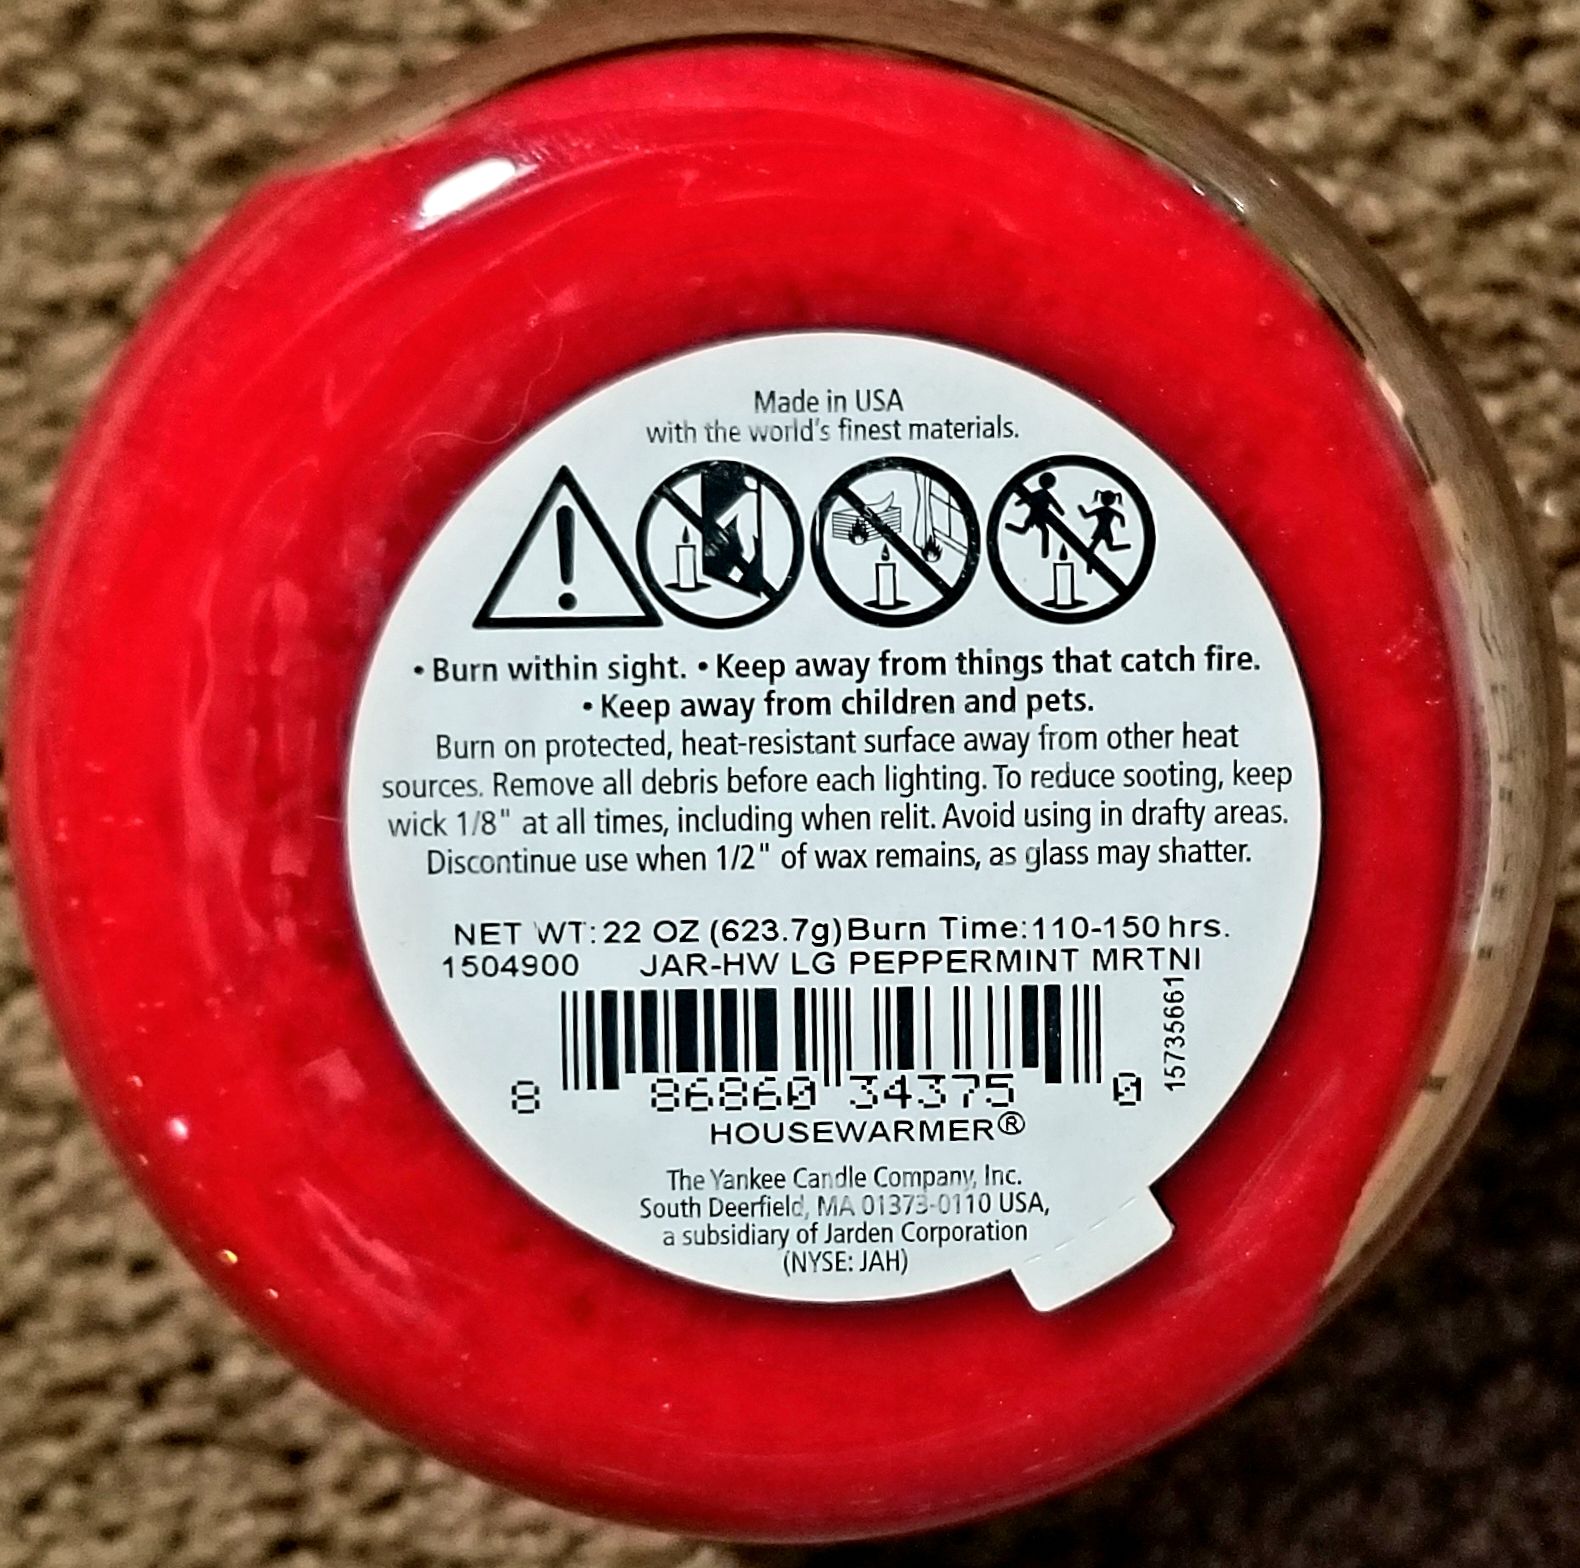 Made in USA
with the world's finest materials.
• Burn within sight. • Keep away from things that catch fire.
• Keep away from children and pets.
Burn on protected, heat-resistant surface away from other heat
sources. Remove all debris before each lighting. To reduce sooting, keep
wick 1/8" at all times, including when relit. Avoid using in drafty areas.
Discontinue use when 1/2" of wax remains, as glass may shatter.
NET WT: 22 OZ (623.7g) Burn Time: 110-150 hrs.
1504900 JAR-HW LG PEPPERMINT MRTNI
15735661
8 86860 34375 0
HOUSEWARMER®
The Yankee Candle Company, Inc.
South Deerfield, MA 01373-0110 USA,
a subsidiary of Jarden Corporation
(NYSE: JAH)